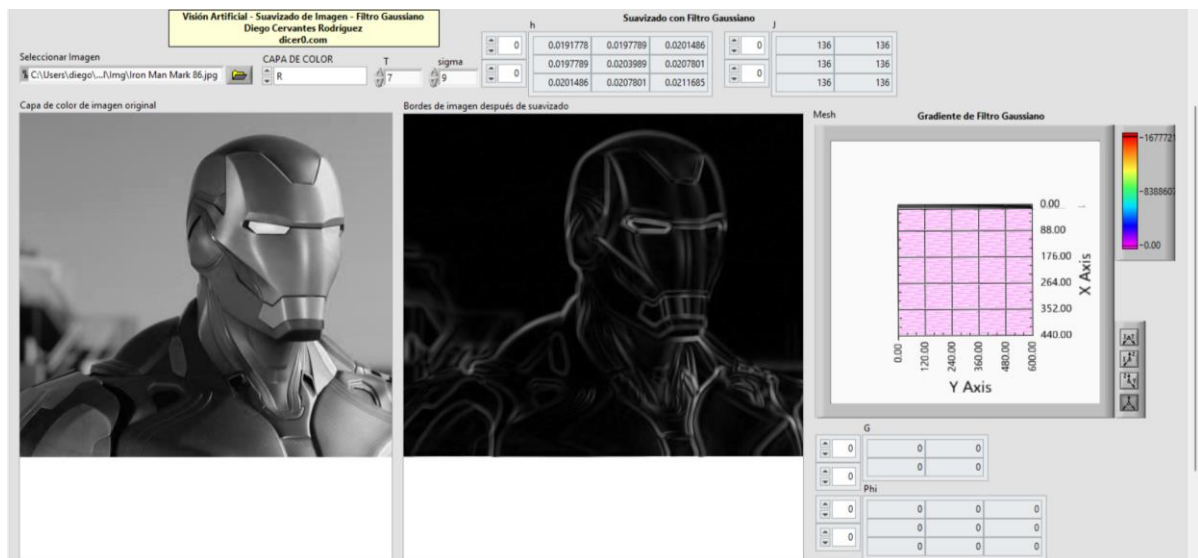 Visión Artificial - Suavizado de Imagen - Filtro Gaussiano
Diego Cervantes Rodríguez
dicer0.com
Seleccionar Imagen
C:\Users\diego\...l\Img\Iron Man Mark 86.jpg
CAPA DE COLOR
R
T
7
sigma
9
Suavizado con Filtro Gaussiano
h
0 0.0191778 0.0197789 0.0201486
0.0197789 0.0203989 0.0207801
0 0.0201486 0.0207801 0.0211685
J
0 136 136
136 136
0 136 136
Capa de color de imagen original
Bordes de imagen después de suavizado
Mesh
Gradiente de Filtro Gaussiano
0.00
88.00
176.00
264.00
352.00
440.00
X Axis
0.00 120.00 240.00 360.00 480.00 600.00
Y Axis
-1677721
-8388607
-0.00
G
0 0 0
0 0 0
Phi
0 0 0 0
0 0 0
0 0 0 0